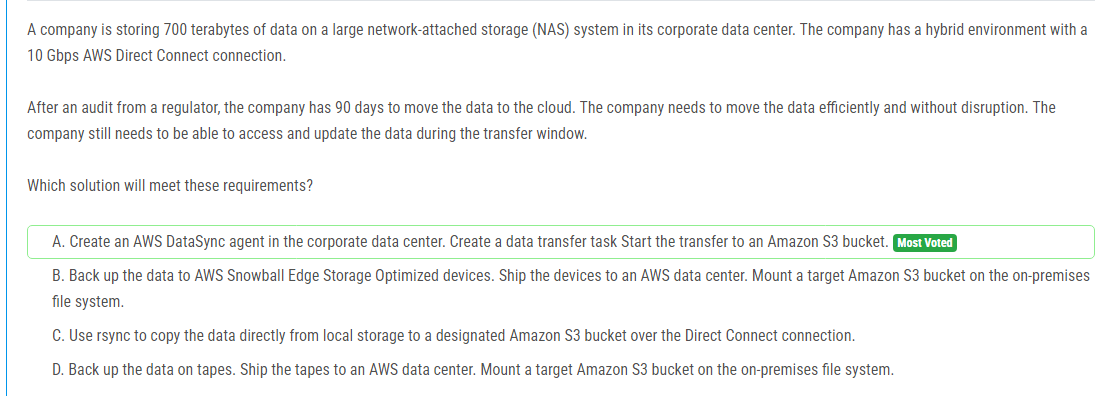 A company is storing 700 terabytes of data on a large network-attached storage (NAS) system in its corporate data center. The company has a hybrid environment with a
10 Gbps AWS Direct Connect connection.
After an audit from a regulator, the company has 90 days to move the data to the cloud. The company needs to move the data efficiently and without disruption. The
company still needs to be able to access and update the data during the transfer window.
Which solution will meet these requirements?
A. Create an AWS DataSync agent in the corporate data center. Create a data transfer task Start the transfer to an Amazon S3 bucket. Most Voted
B. Back up the data to AWS Snowball Edge Storage Optimized devices. Ship the devices to an AWS data center. Mount a target Amazon S3 bucket on the on-premises
file system.
C. Use rsync to copy the data directly from local storage to a designated Amazon S3 bucket over the Direct Connect connection.
D. Back up the data on tapes. Ship the tapes to an AWS data center. Mount a target Amazon S3 bucket on the on-premises file system.